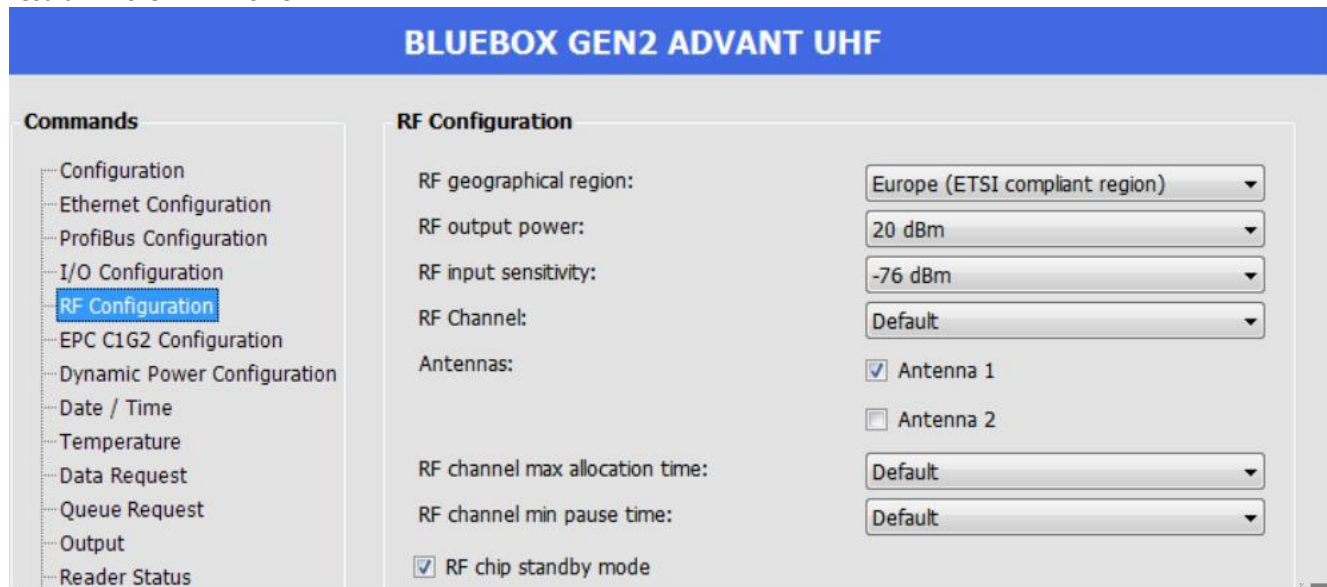 BLUEBOX GEN2 ADVANT UHF
Commands
Configuration
Ethernet Configuration
ProfiBus Configuration
I/O Configuration
RF Configuration
EPC C1G2 Configuration
Dynamic Power Configuration
Date / Time
Temperature
Data Request
Queue Request
Output
Reader Status
RF Configuration
RF geographical region: Europe (ETSI compliant region)
RF output power: 20 dBm
RF input sensitivity: -76 dBm
RF Channel: Default
Antennas: Antenna 1
Antenna 2
RF channel max allocation time: Default
RF channel min pause time: Default
RF chip standby mode